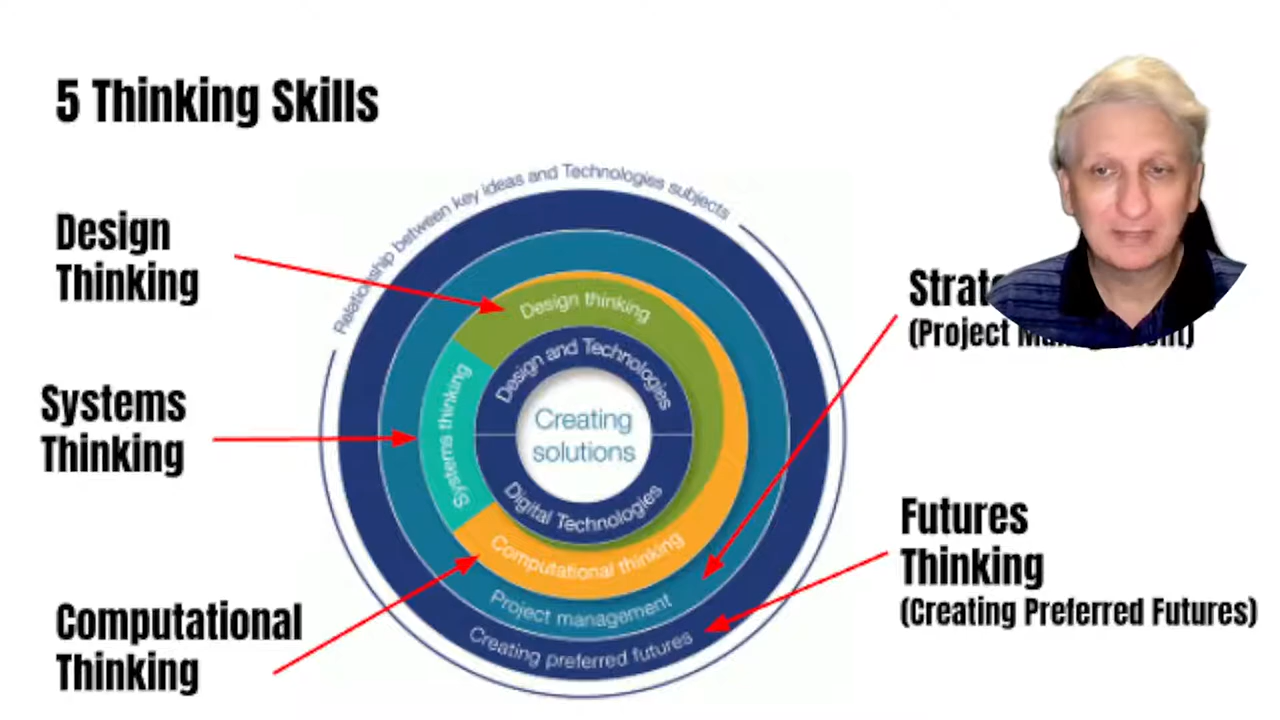 5 Thinking Skills
Relationship between key ideas and Technologies subjects
Design
Thinking
Systems
Thinking
Computational
Thinking
Design thinking
Systems thinking
Computational thinking
Design and Technologies
Creating
solutions
Digital Technologies
Project management
Creating preferred futures
(Project
Futures
Thinking
(Creating Preferred Futures)